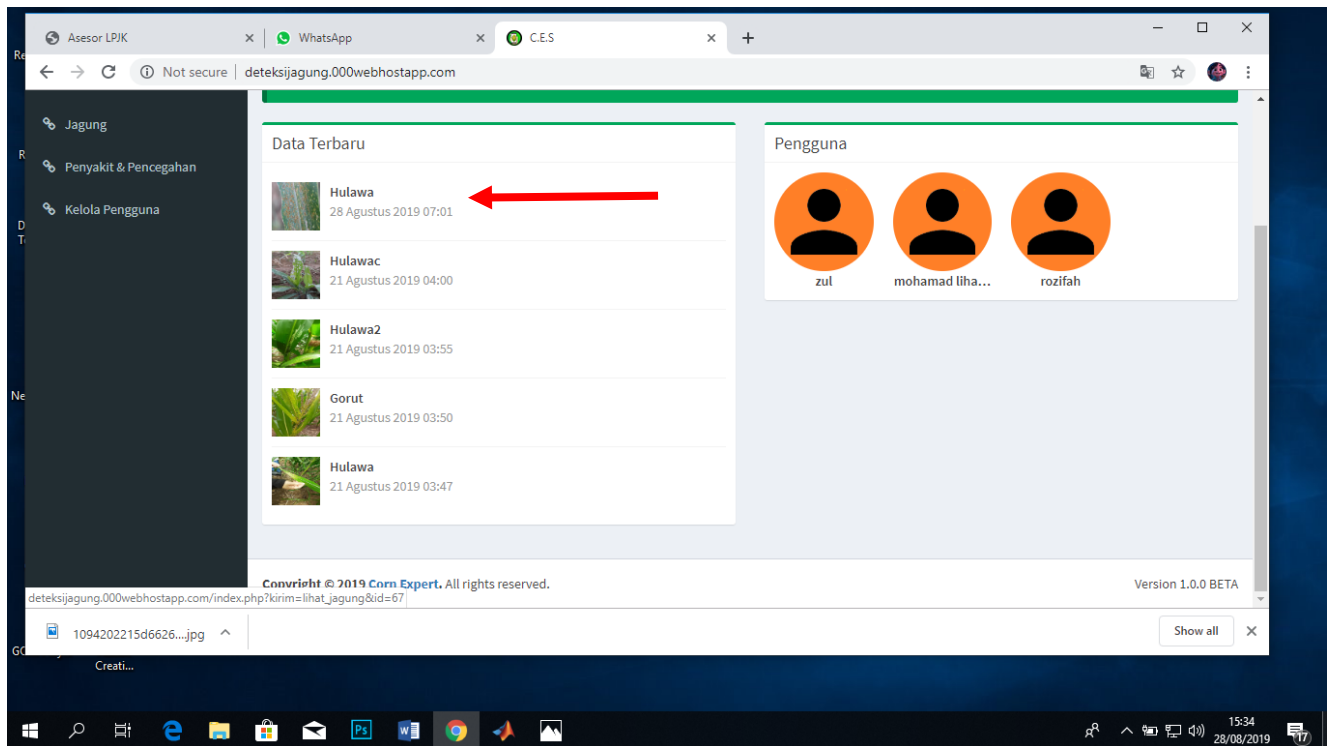 Asesor LPJK
WhatsApp
C.E.S
Re
Not secure
deteksijagung.000webhostapp.com
Jagung
Penyakit & Pencegahan
Kelola Pengguna
Data Terbaru
Hulawa
28 Agustus 2019 07:01
Hulawac
21 Agustus 2019 04:00
Hulawa2
21 Agustus 2019 03:55
Gorut
21 Agustus 2019 03:50
Hulawa
21 Agustus 2019 03:47
Pengguna
zul
mohamad liha...
rozifah
R
D
Ne
Copyright © 2019 Corn Expert. All rights reserved.
Version 1.0.0 BETA
deteksijagung.000webhostapp.com/index.php?kirim=lihat_jagung&id=67
1094202215d6626....jpg
Show all
Creati...
Ps
15:34
28/08/2019
17